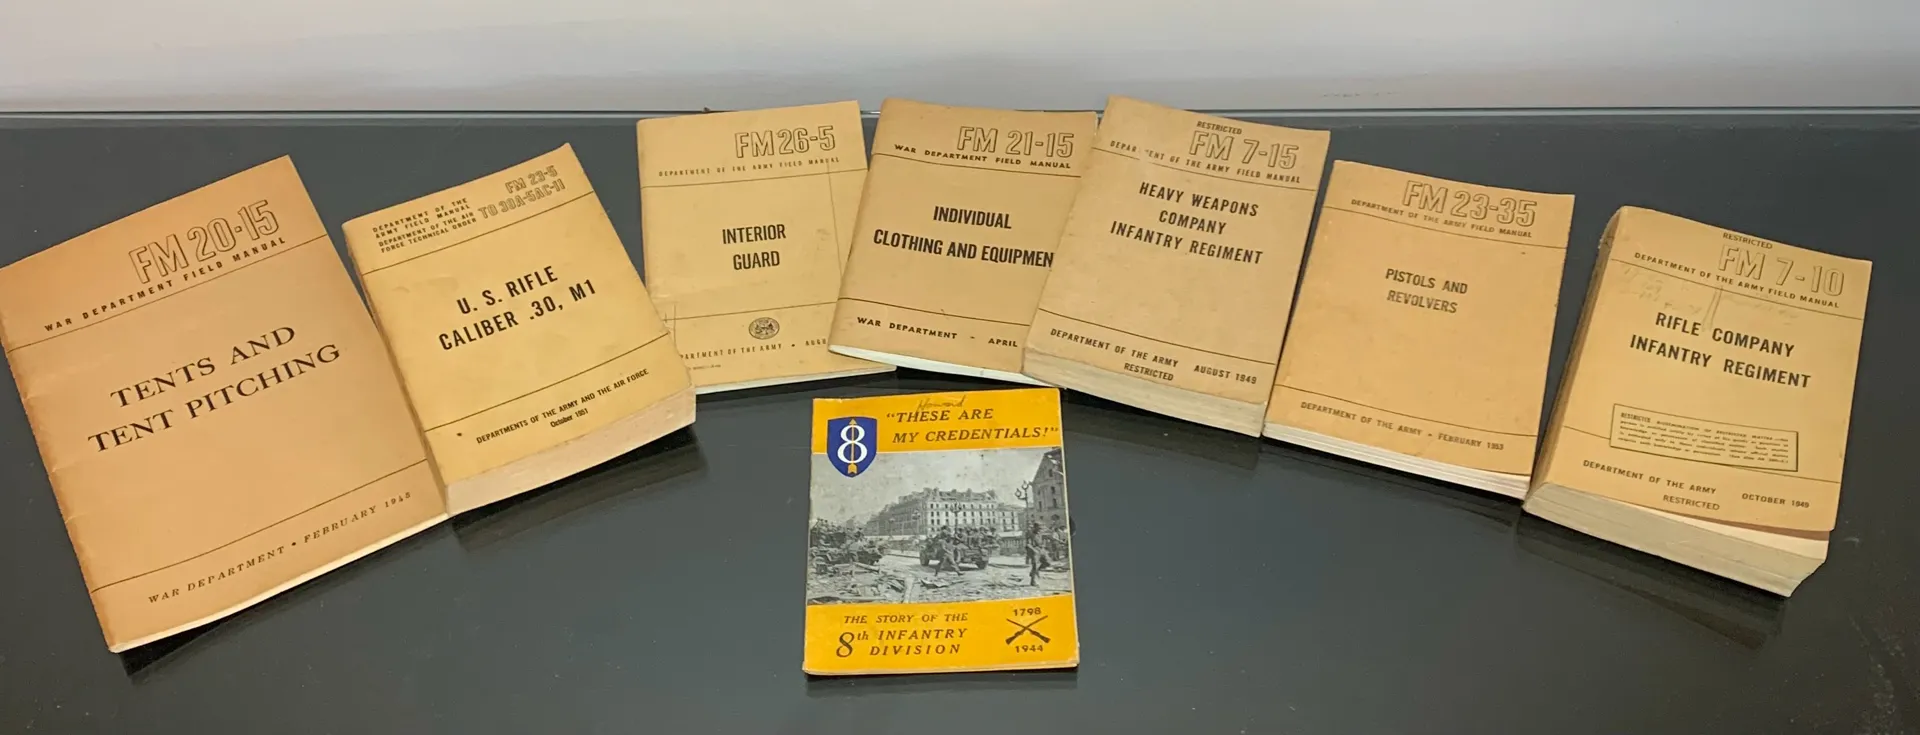 FM 20-15
WAR DEPARTMENT FIELD MANUAL
TENTS AND
TENT PITCHING
WAR DEPARTMENT • FEBRUARY 1945
FM 23-5
TO 39A-5AC-11
DEPARTMENT OF THE
ARMY FIELD MANUAL
DEPARTMENT OF THE AIR
FORCE TECHNICAL ORDER
U. S. RIFLE
CALIBER .30, M1
DEPARTMENTS OF THE ARMY AND THE AIR FORCE
October 1951
FM 26-5
DEPARTMENT OF THE ARMY FIELD MANUAL
INTERIOR
GUARD
PARTMENT OF THE ARMY • AUGU
FM 21-15
WAR DEPARTMENT FIELD MANUAL
INDIVIDUAL
CLOTHING AND EQUIPMEN
WAR DEPARTMENT - APRIL
RESTRICTED
FM 7-15
DEPARTMENT OF THE ARMY FIELD MANUAL
HEAVY WEAPONS
COMPANY
INFANTRY REGIMENT
DEPARTMENT OF THE ARMY AUGUST 1949
RESTRICTED
FM 23-35
DEPARTMENT OF THE ARMY FIELD MANUAL
PISTOLS AND
REVOLVERS
DEPARTMENT OF THE ARMY • FEBRUARY 1953
RESTRICTED
FM 7-10
DEPARTMENT OF THE ARMY FIELD MANUAL
RIFLE COMPANY
INFANTRY REGIMENT
DEPARTMENT OF THE ARMY OCTOBER 1949
RESTRICTED
Howard
8
"THESE ARE
MY CREDENTIALS!"
THE STORY OF THE
8th INFANTRY
DIVISION
1798
1944